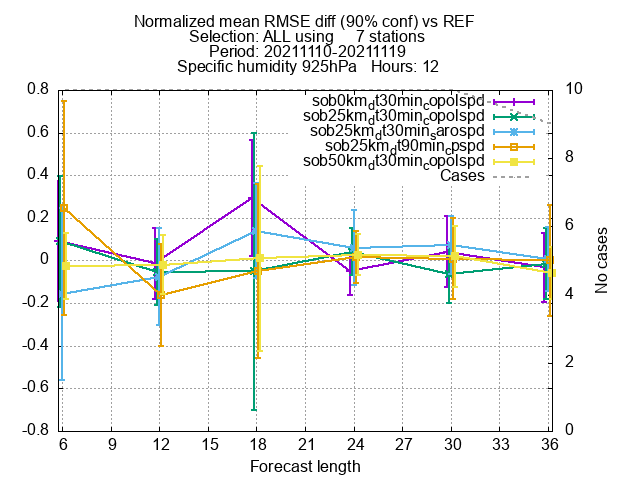 Normalized mean RMSE diff (90% conf) vs REF
Selection: ALL using 7 stations
Period: 20211110-20211119
Specific humidity 925hPa Hours: 12
sob0km_dt30min_copolspd
sob25km_dt30min_copolspd
sob25km_dt30min_sarospd
sob25km_dt90min_cpspd
sob50km_dt30min_copolspd
Cases
0.8
0.6
0.4
0.2
0
-0.2
-0.4
-0.6
-0.8
10
8
6
4
2
0
No cases
6 9 12 15 18 21 24 27 30 33 36
Forecast length